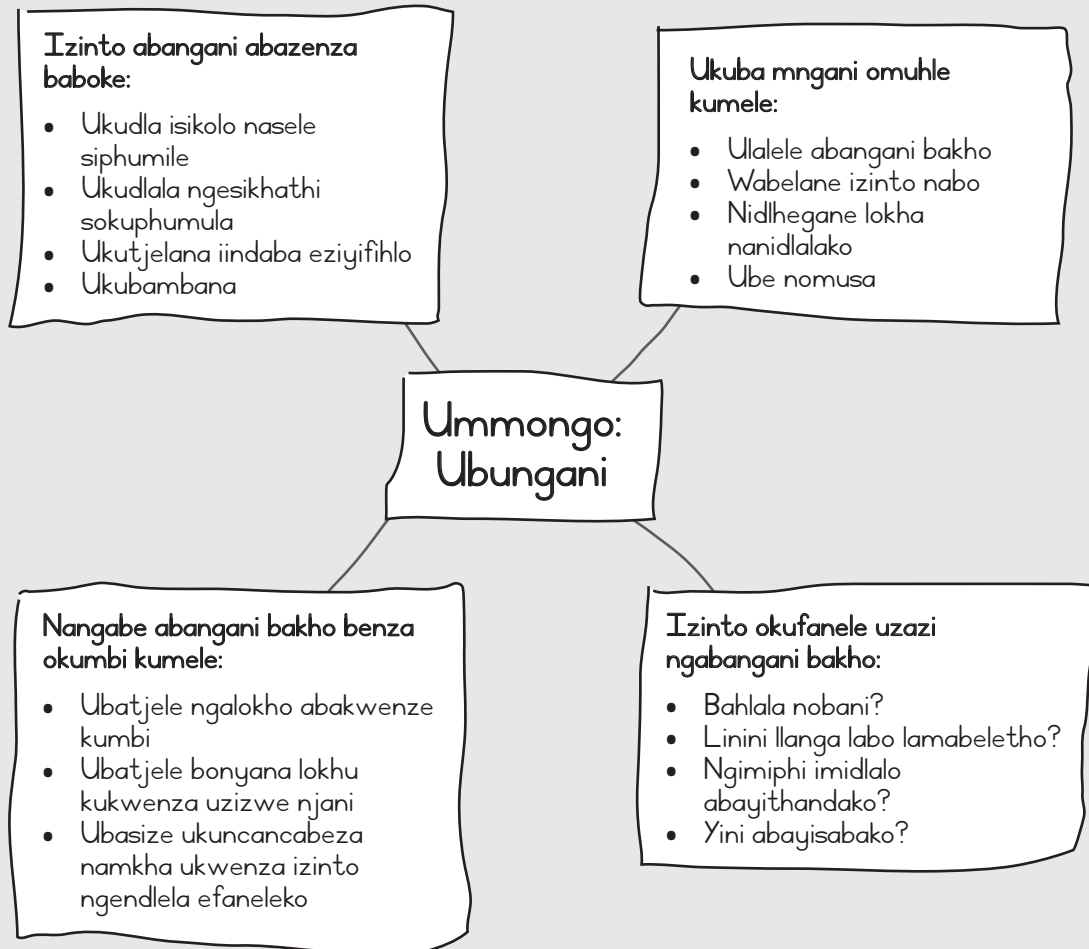 Izinto abangani abazenza
baboke:
• Ukudla isikolo nasele
siphumile
• Ukudlala ngesikhathi
sokuphumula
• Ukutjelana iindaba eziyifihlo
• Ukubambana
Ukuba mngani omuhle
kumele:
• Ulalele abangani bakho
• Wabelane izinto nabo
• Nidlhegane lokha
nanidlalako
• Ube nomusa
Ummongo:
Ubungani
Nangabe abangani bakho benza
okumbi kumele:
• Ubatjele ngalokho abakwenze
kumbi
• Ubatjele bonyana lokhu
kukwenza uzizwe njani
• Ubasize ukuncancabeza
namkha ukwenza izinto
ngendlela efaneleko
Izinto okufanele uzazi
ngabangani bakho:
• Bahlala nobani?
• Linini llanga labo lamabeletho?
• Ngimiphi imidlalo
abayithandako?
• Yini abayisabako?